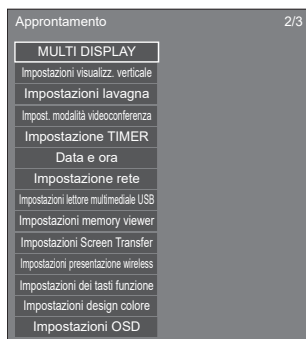 Approntamento 2/3
MULTI DISPLAY
Impostazioni visualizz. verticale
Impostazioni lavagna
Impost. modalità videoconferenza
Impostazione TIMER
Data e ora
Impostazione rete
Impostazioni lettore multimediale USB
Impostazioni memory viewer
Impostazioni Screen Transfer
Impostazioni presentazione wireless
Impostazioni dei tasti funzione
Impostazioni design colore
Impostazioni OSD